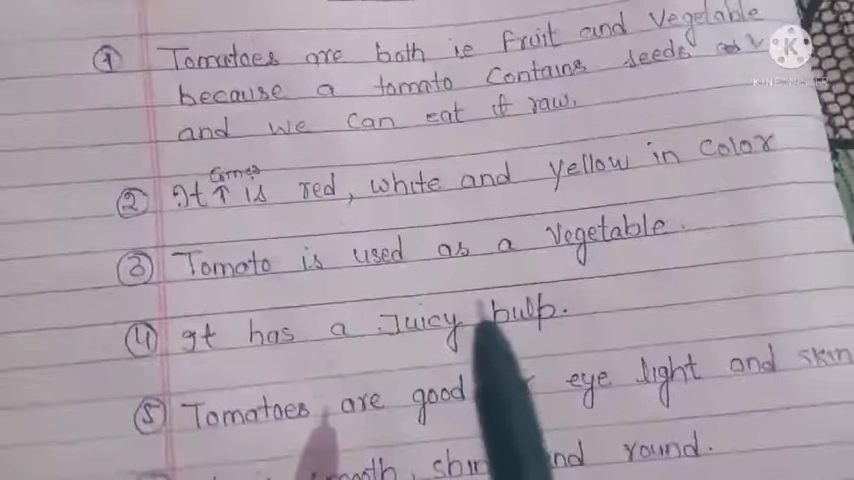 ① Tomatoes are both ie Fruit and Vegetable
because a tomato contains seeds
and we can eat it raw.
comes
② It ↑ is red, white and yellow in color
③ Tomato is used as a vegetable.
④ It has a Juicy pulp.
⑤ Tomatoes are good eye light and skin
round.
KINEMASTER